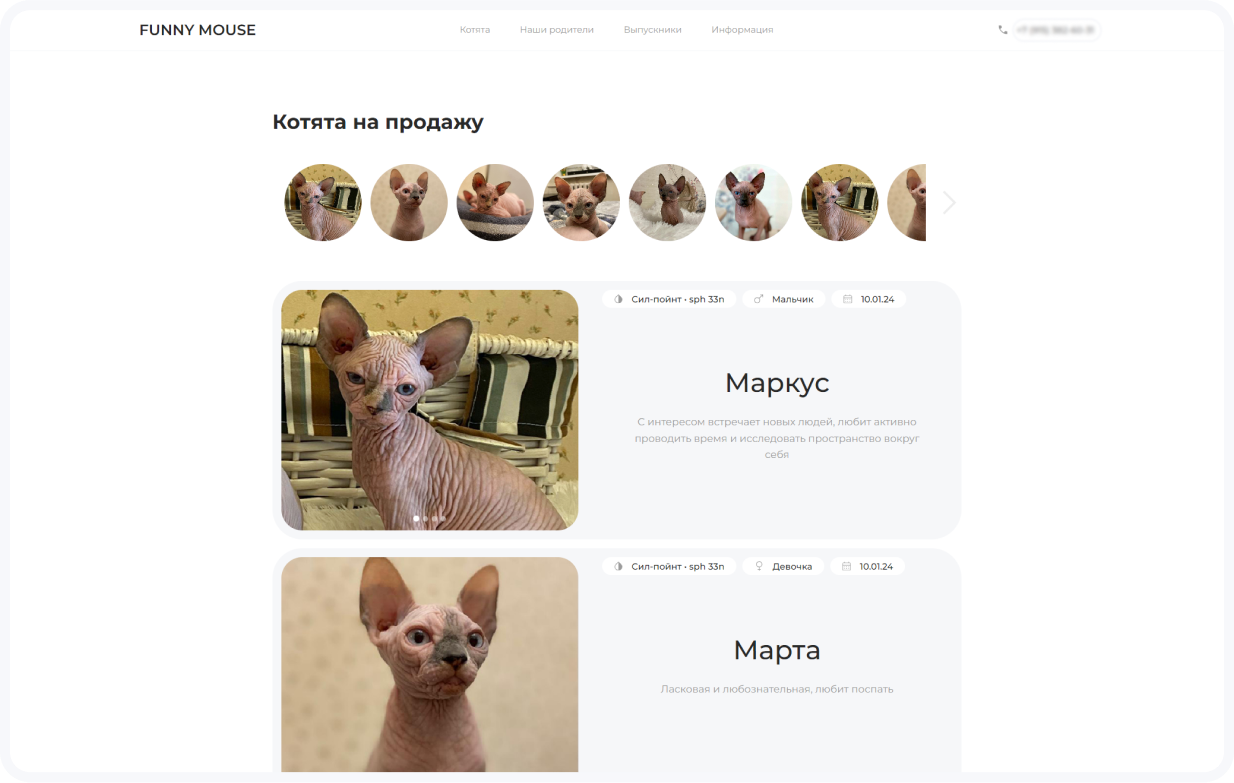 FUNNY MOUSE
Котята
Наши родители
Выпускники
Информация
Котята на продажу
Сил-пойнт • sph 33n
Мальчик
10.01.24
Маркус
С интересом встречает новых людей, любит активно
проводить время и исследовать пространство вокруг
себя
Сил-пойнт • sph 33n
Девочка
10.01.24
Марта
Ласковая и любознательная, любит поспать